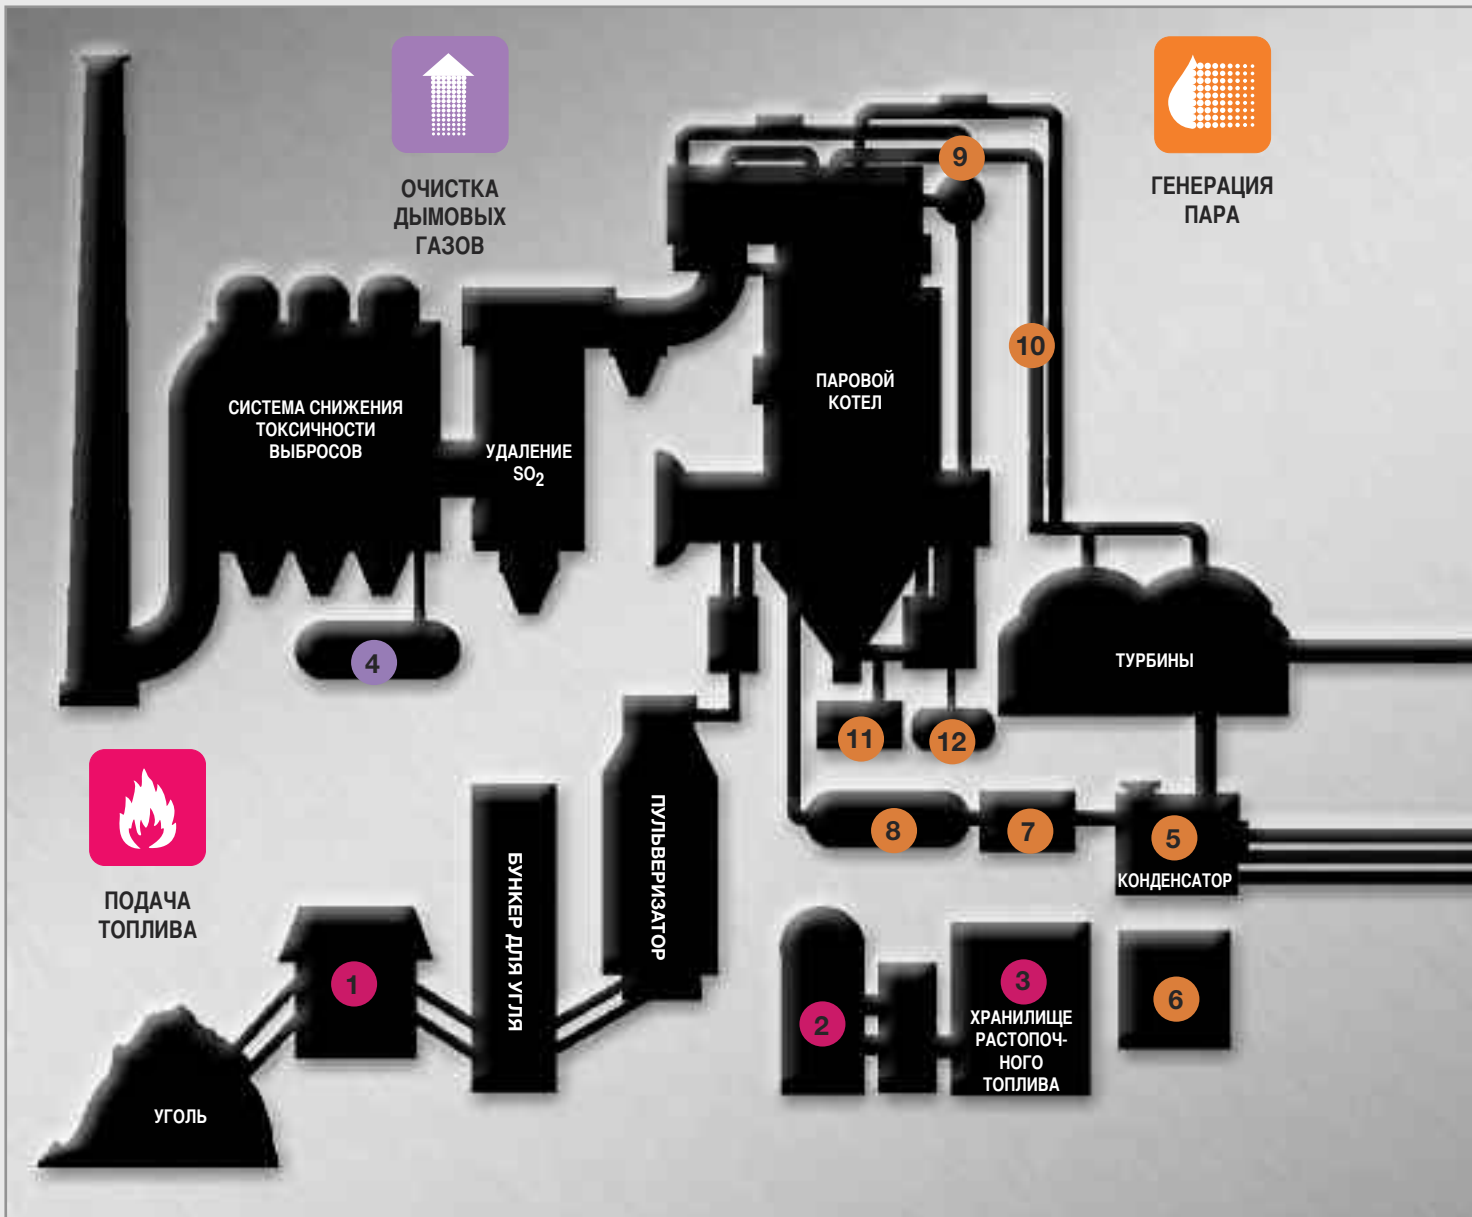 ОЧИСТКА
ДЫМОВЫХ
ГАЗОВ
ГЕНЕРАЦИЯ
ПАРА
9
10
ПАРОВОЙ
КОТЕЛ
СИСТЕМА СНИЖЕНИЯ
ТОКСИЧНОСТИ
ВЫБРОСОВ
УДАЛЕНИЕ
SO2
4
ТУРБИНЫ
11
12
ПОДАЧА
ТОПЛИВА
ПУЛЬВЕРИЗАТОР
БУНКЕР ДЛЯ УГЛЯ
8
7
5
КОНДЕНСАТОР
1
2
3
ХРАНИЛИЩЕ
РАСТОПОЧ-
НОГО
ТОПЛИВА
6
УГОЛЬ